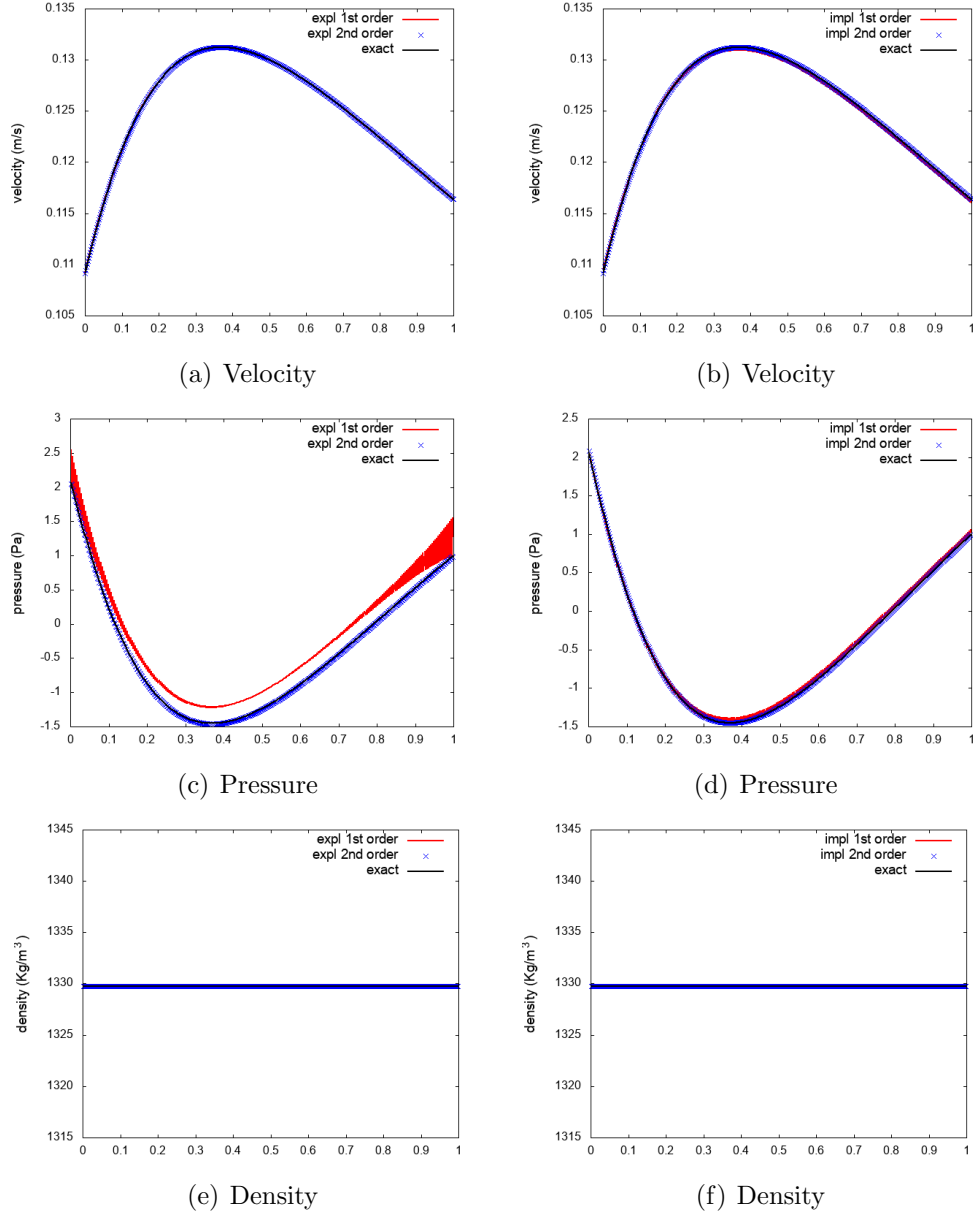 expl 1st order
expl 2nd order
exact
velocity (m/s)
0.135
0.13
0.125
0.12
0.115
0.11
0.105
0 0.1 0.2 0.3 0.4 0.5 0.6 0.7 0.8 0.9 1
(a) Velocity
impl 1st order
impl 2nd order
exact
velocity (m/s)
0.135
0.13
0.125
0.12
0.115
0.11
0.105
0 0.1 0.2 0.3 0.4 0.5 0.6 0.7 0.8 0.9 1
(b) Velocity
expl 1st order
expl 2nd order
exact
pressure (Pa)
3
2.5
2
1.5
1
0.5
0
-0.5
-1
-1.5
0 0.1 0.2 0.3 0.4 0.5 0.6 0.7 0.8 0.9 1
(c) Pressure
impl 1st order
impl 2nd order
exact
pressure (Pa)
2.5
2
1.5
1
0.5
0
-0.5
-1
-1.5
0 0.1 0.2 0.3 0.4 0.5 0.6 0.7 0.8 0.9 1
(d) Pressure
expl 1st order
expl 2nd order
exact
density (Kg/m³)
1345
1340
1335
1330
1325
1320
1315
0 0.1 0.2 0.3 0.4 0.5 0.6 0.7 0.8 0.9 1
(e) Density
impl 1st order
impl 2nd order
exact
density (Kg/m³)
1345
1340
1335
1330
1325
1320
1315
0 0.1 0.2 0.3 0.4 0.5 0.6 0.7 0.8 0.9 1
(f) Density